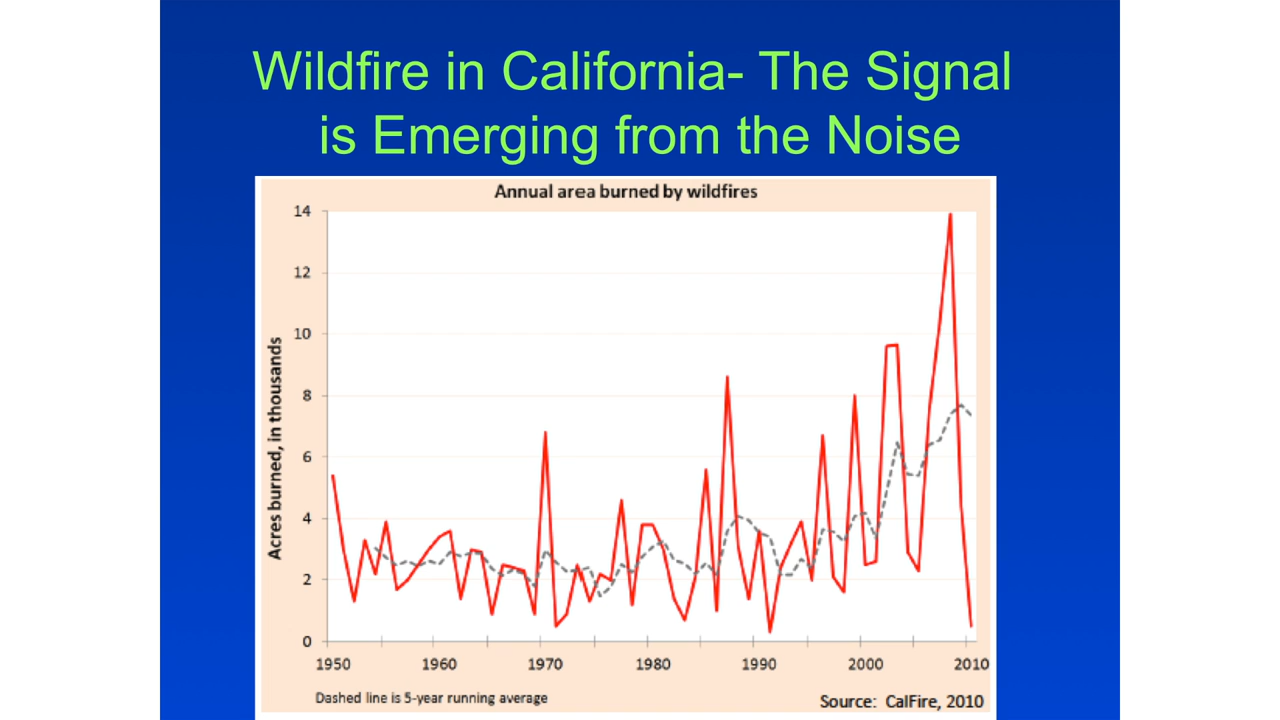 Wildfire in California- The Signal
is Emerging from the Noise
Annual area burned by wildfires
14
12
10
8
6
4
2
0
Acres burned, in thousands
1950 1960 1970 1980 1990 2000 2010
Dashed line is 5-year running average
Source: CalFire, 2010